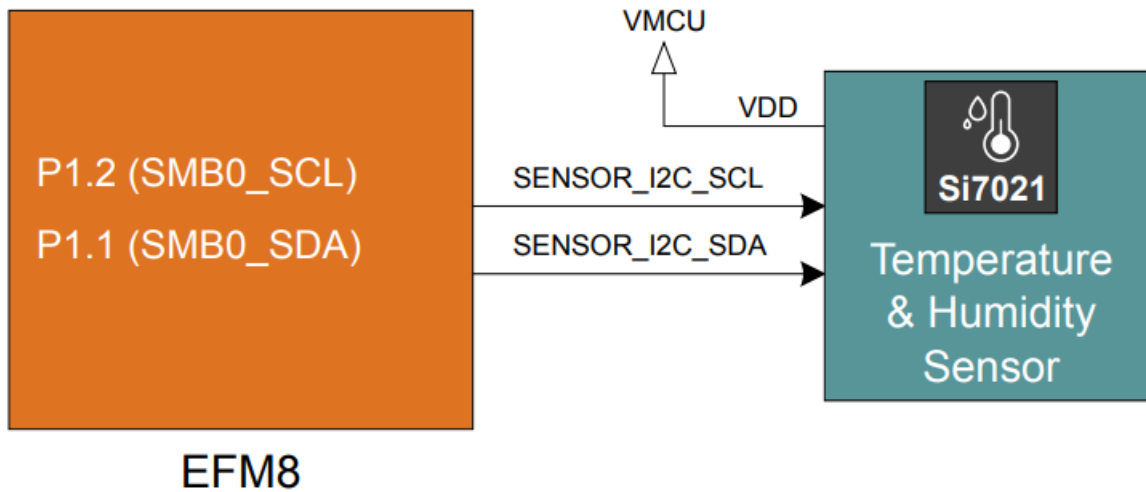 VMCU
VDD
P1.2 (SMB0_SCL)
P1.1 (SMB0_SDA)
SENSOR_I2C_SCL
SENSOR_I2C_SDA
Si7021
Temperature
& Humidity
Sensor
EFM8